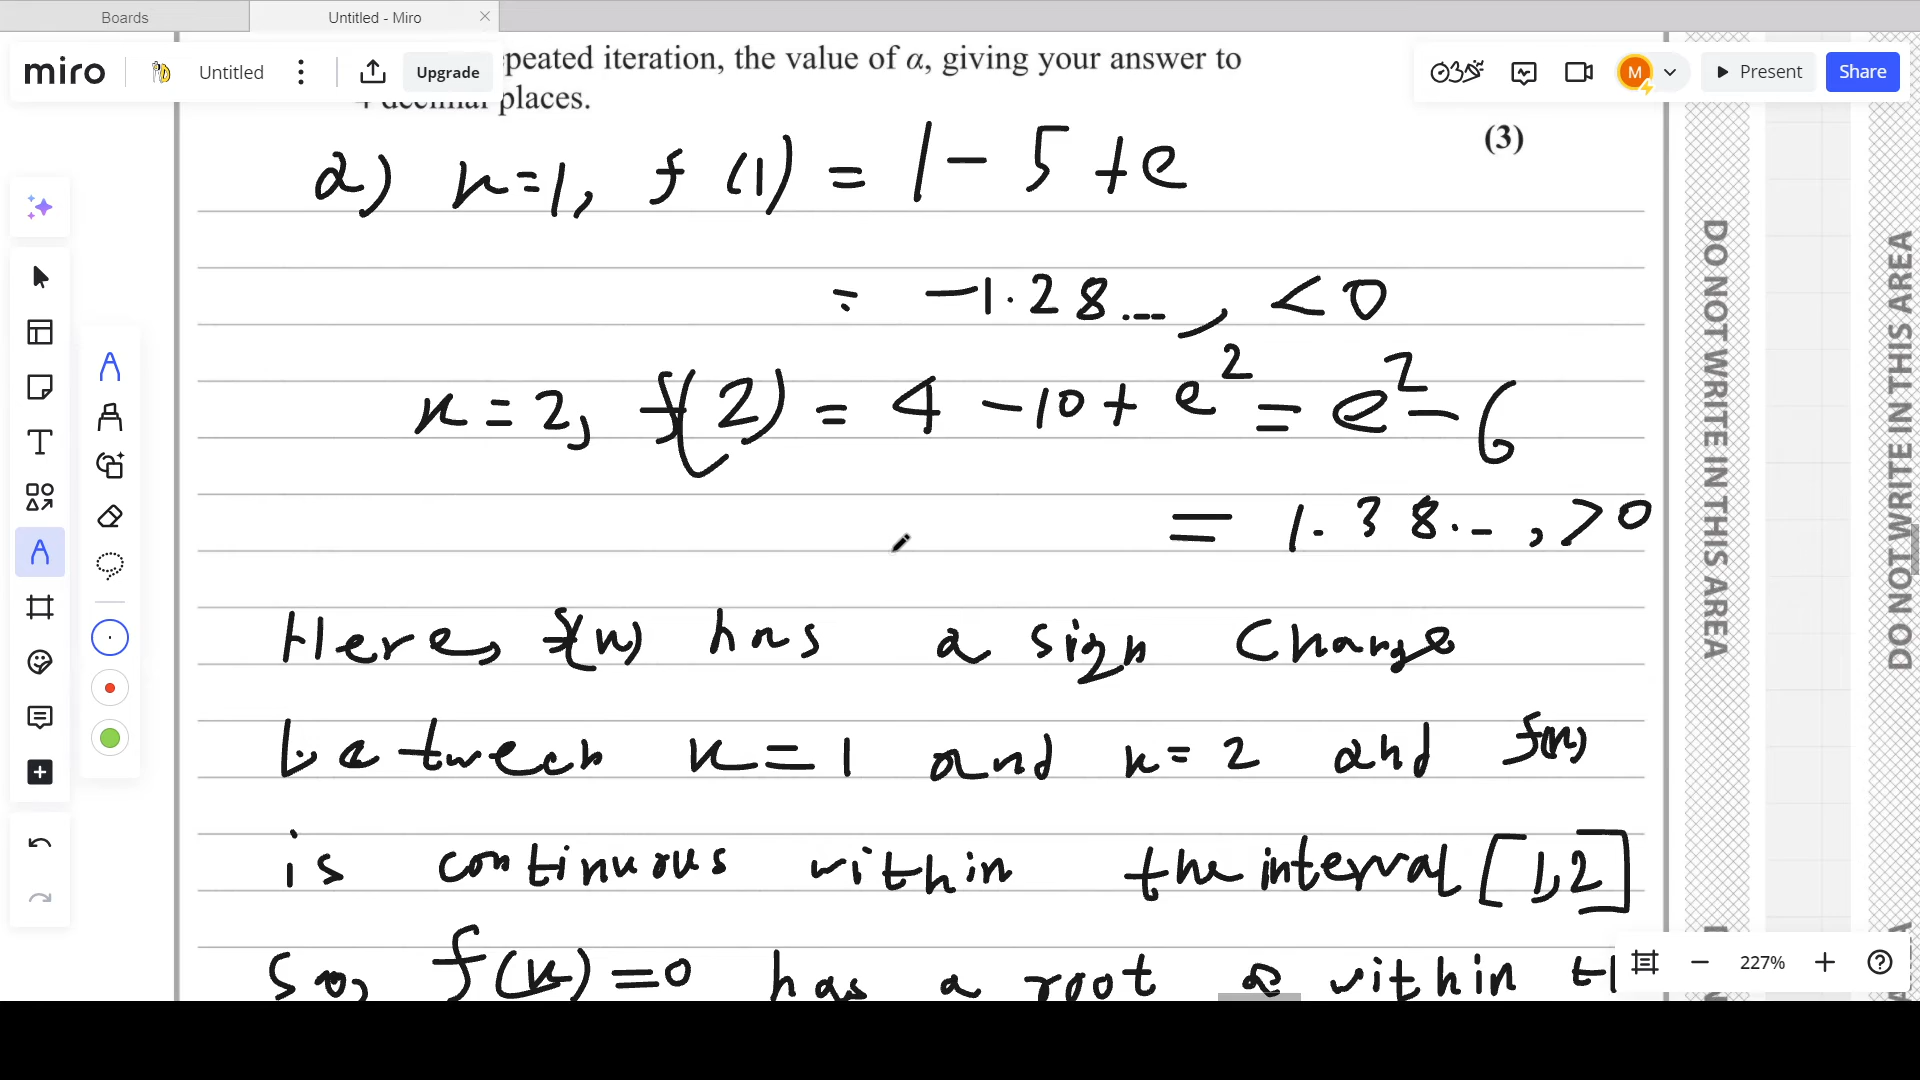 Boards
Untitled - Miro
miro
Untitled
Upgrade
Present
Share
M
peated iteration, the value of α, giving your answer to
4 decimal places.
(3)
a) x=1, f(1) = 1 - 5 + e
= -1.28..., <0
x=2, f(2) = 4 - 10 + e² = e² - 6
= 1.38..., >0
Here, f(x) has a sign change
between x=1 and x=2 and f(x)
is continuous within the interval [1,2]
So, f(x)=0 has a root α within th
DO NOT WRITE IN THIS AREA
DO NOT WRITE IN THIS AREA
227%